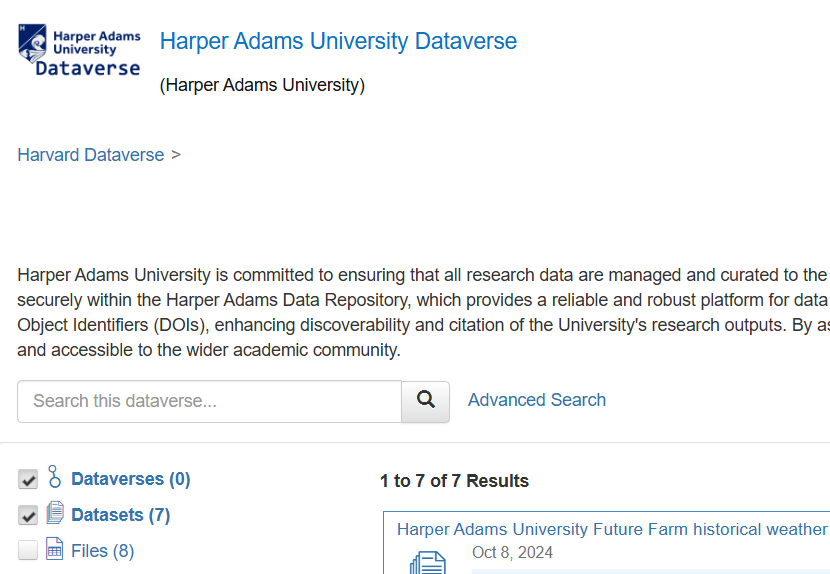 Harper Adams
University
Dataverse
Harper Adams University Dataverse
(Harper Adams University)
Harvard Dataverse >
Harper Adams University is committed to ensuring that all research data are managed and curated to the
securely within the Harper Adams Data Repository, which provides a reliable and robust platform for data
Object Identifiers (DOIs), enhancing discoverability and citation of the University's research outputs. By as
and accessible to the wider academic community.
Search this dataverse...
Advanced Search
Dataverses (0)
Datasets (7)
Files (8)
1 to 7 of 7 Results
Harper Adams University Future Farm historical weather
Oct 8, 2024